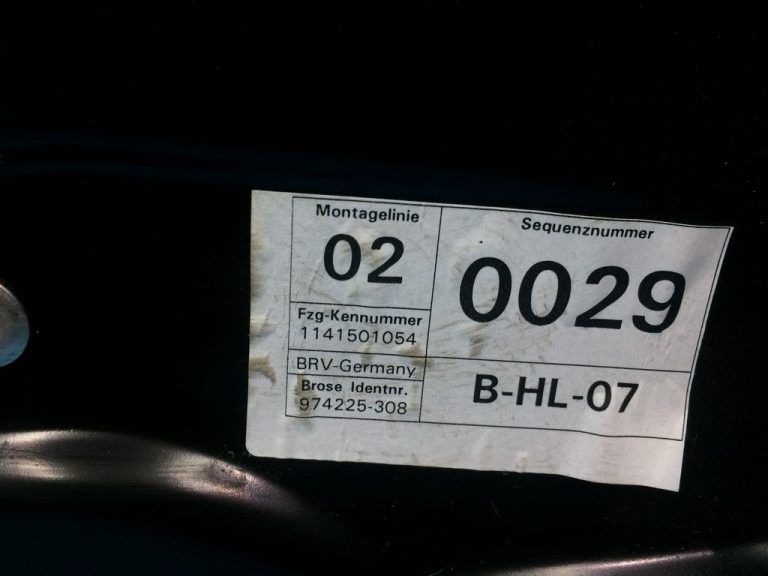 Montagelinie
02
Sequenznummer
0029
Fzg-Kennummer
1141501054
BRV-Germany
Brose Identnr.
974225-308
B-HL-07